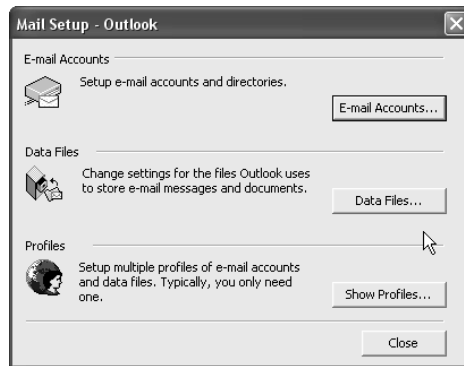 Mail Setup - Outlook
E-mail Accounts
Setup e-mail accounts and directories.
E-mail Accounts...
Data Files
Change settings for the files Outlook uses
to store e-mail messages and documents.
Data Files...
Profiles
Setup multiple profiles of e-mail accounts
and data files. Typically, you only need
one.
Show Profiles...
Close